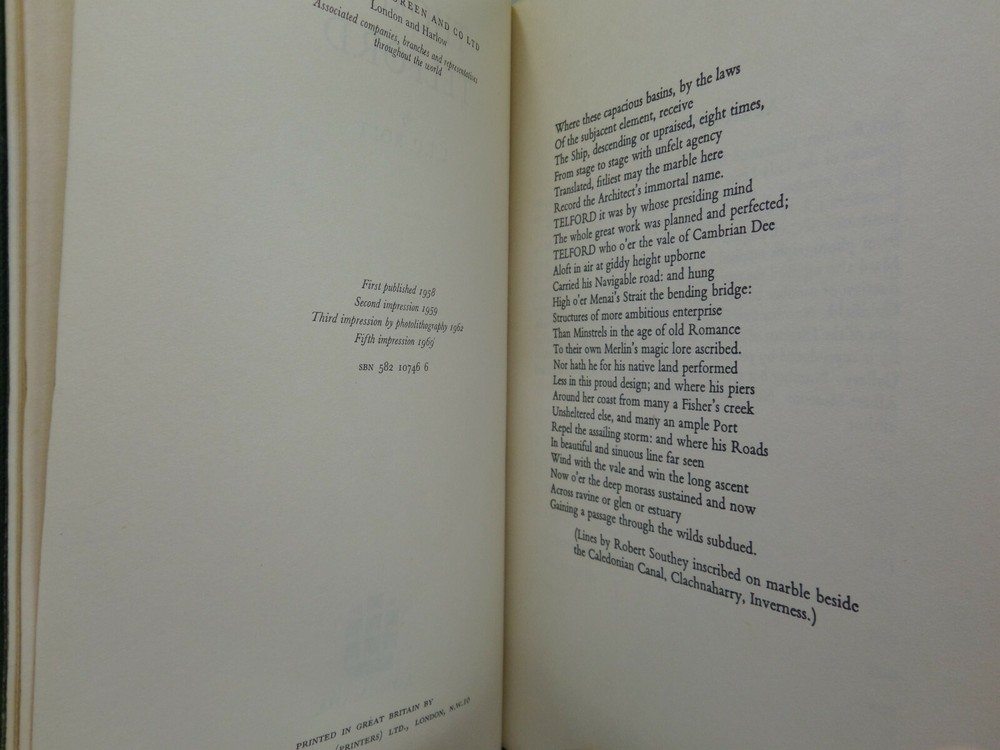 GREEN AND CO LTD
London and Harlow
Associated companies, branches and representatives
throughout the world
First published 1958
Second impression 1959
Third impression by photolithography 1962
Fifth impression 1969
SBN 582 10746 6
PRINTED IN GREAT BRITAIN BY
(PRINTERS) LTD., LONDON, N.W.10
Where these capacious basins, by the laws
Of the subjacent element, receive
The Ship, descending or upraised, eight times,
From stage to stage with unfelt agency
Translated, fitliest may the marble here
Record the Architect's immortal name.
TELFORD it was by whose presiding mind
The whole great work was planned and perfected;
TELFORD who o'er the vale of Cambrian Dee
Aloft in air at giddy height upborne
Carried his Navigable road: and hung
High o'er Menai's Strait the bending bridge:
Structures of more ambitious enterprise
Than Minstrels in the age of old Romance
To their own Merlin's magic lore ascribed.
Nor hath he for his native land performed
Less in this proud design; and where his piers
Around her coast from many a Fisher's creek
Unsheltered else, and many an ample Port
Repel the assailing storm: and where his Roads
In beautiful and sinuous line far seen
Wind with the vale and win the long ascent
Now o'er the deep morass sustained and now
Across ravine or glen or estuary
Gaining a passage through the wilds subdued.
(Lines by Robert Southey inscribed on marble beside
the Caledonian Canal, Clachnaharry, Inverness.)